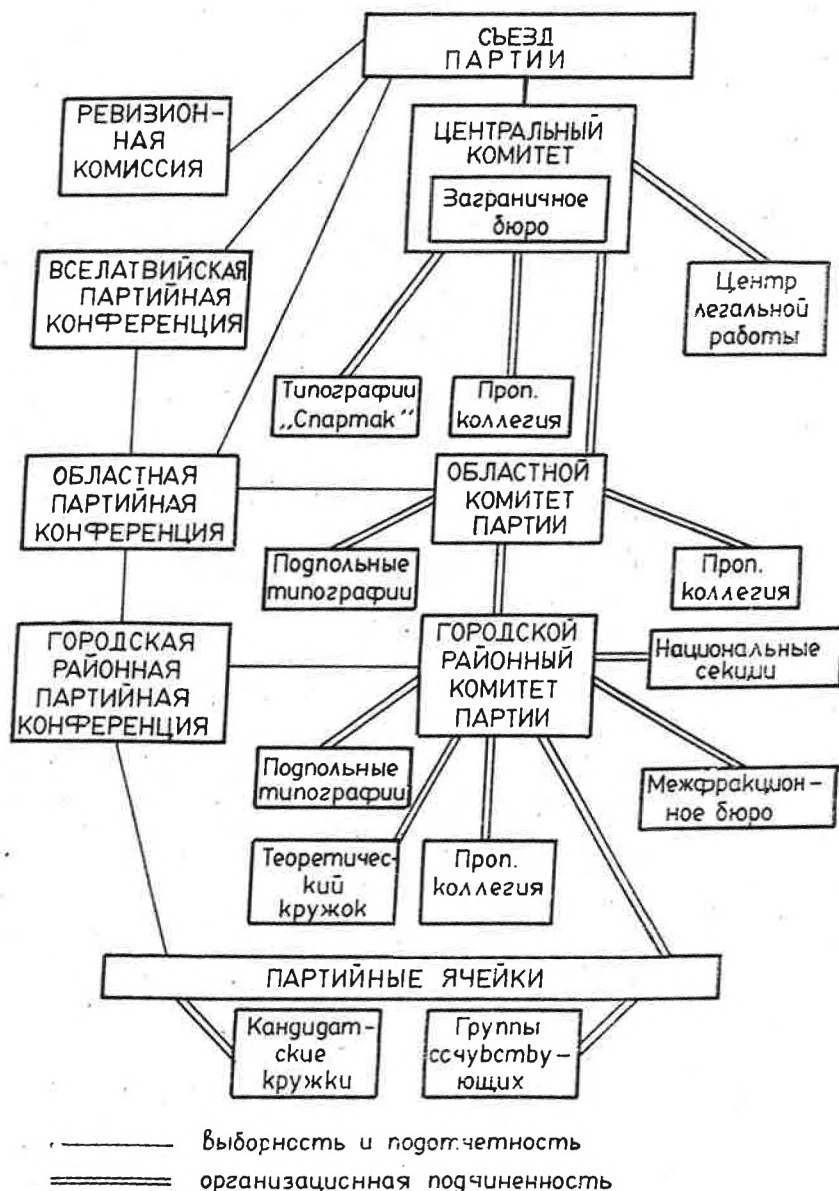 СЪЕЗД
ПАРТИИ
РЕВИЗИОН-
НАЯ
КОМИССИЯ
ЦЕНТРАЛЬНЫЙ
КОМИТЕТ
Заграничное
бюро
ВСЕЛАТВИЙСКАЯ
ПАРТИЙНАЯ
КОНФЕРЕНЦИЯ
Центр
легальной
работы
Типографии
„Спартак“
Проп.
коллегия
ОБЛАСТНАЯ
ПАРТИЙНАЯ
КОНФЕРЕНЦИЯ
ОБЛАСТНОЙ
КОМИТЕТ
ПАРТИИ
Подпольные
типографии
Проп.
коллегия
ГОРОДСКАЯ
РАЙОННАЯ
ПАРТИЙНАЯ
КОНФЕРЕНЦИЯ
ГОРОДСКОЙ
РАЙОННЫЙ
КОМИТЕТ
ПАРТИИ
Национальные
секции
Подпольные
типографии
Межфракцион-
ное бюро
Теоретичес-
кий
кружок
Проп.
коллегия
ПАРТИЙНЫЕ ЯЧЕЙКИ
Кандидат-
ские
кружки
Группы
ссчувству-
ющих
выборность и подотчетность
организационная подчиненность